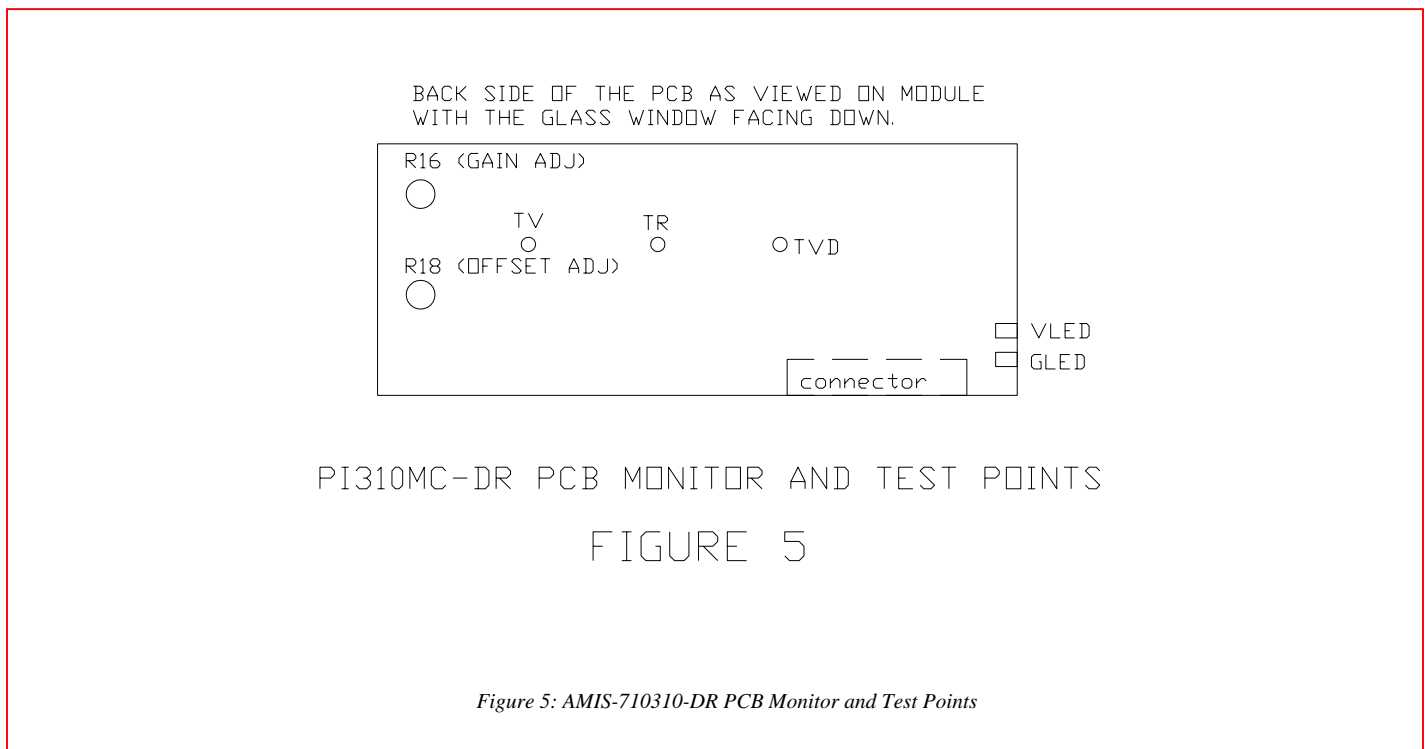 BACK SIDE OF THE PCB AS VIEWED ON MODULE
WITH THE GLASS WINDOW FACING DOWN.
R16 (GAIN ADJ)
TV
TR
TVD
R18 (OFFSET ADJ)
VLED
GLED
connector
PI310MC-DR PCB MONITOR AND TEST POINTS
FIGURE 5
Figure 5: AMIS-710310-DR PCB Monitor and Test Points